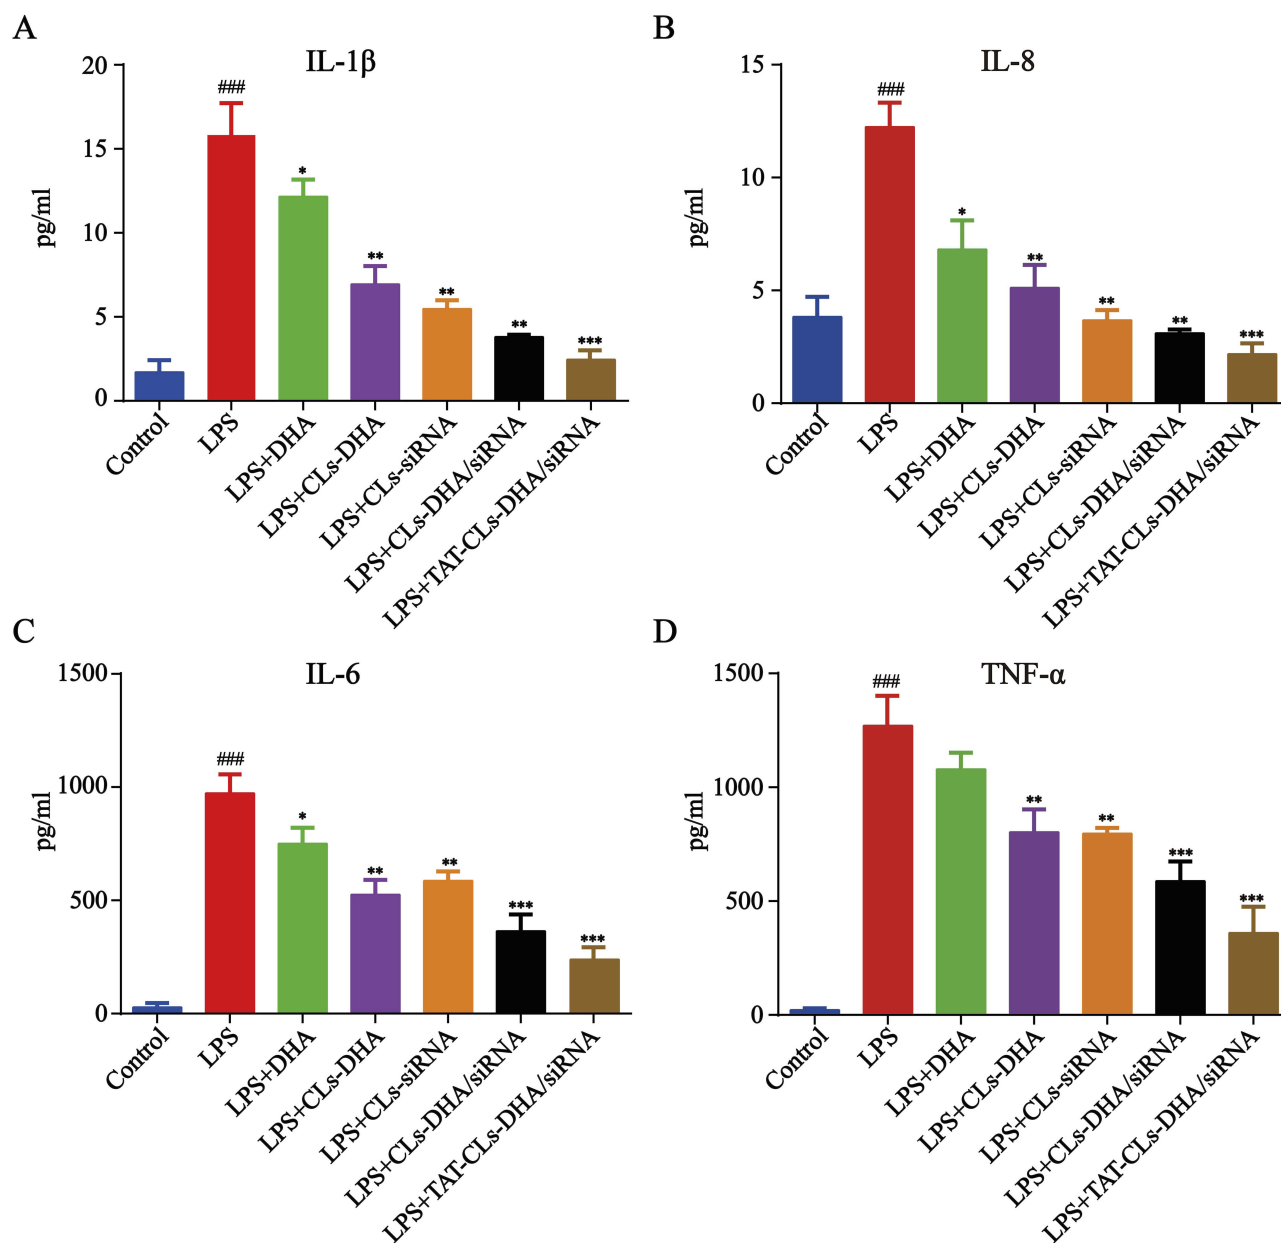 A
IL-1β
pg/ml
20
15
10
5
0
###
*
**
**
**
***
Control
LPS
LPS+DHA
LPS+CLs-DHA
LPS+CLs-siRNA
LPS+CLs-DHA/siRNA
LPS+TAT-CLs-DHA/siRNA
B
IL-8
pg/ml
15
10
5
0
###
*
**
**
**
***
Control
LPS
LPS+DHA
LPS+CLs-DHA
LPS+CLs-siRNA
LPS+CLs-DHA/siRNA
LPS+TAT-CLs-DHA/siRNA
C
IL-6
pg/ml
1500
1000
500
0
###
*
**
**
***
***
Control
LPS
LPS+DHA
LPS+CLs-DHA
LPS+CLs-siRNA
LPS+CLs-DHA/siRNA
LPS+TAT-CLs-DHA/siRNA
D
TNF-α
pg/ml
1500
1000
500
0
###
**
**
***
***
Control
LPS
LPS+DHA
LPS+CLs-DHA
LPS+CLs-siRNA
LPS+CLs-DHA/siRNA
LPS+TAT-CLs-DHA/siRNA